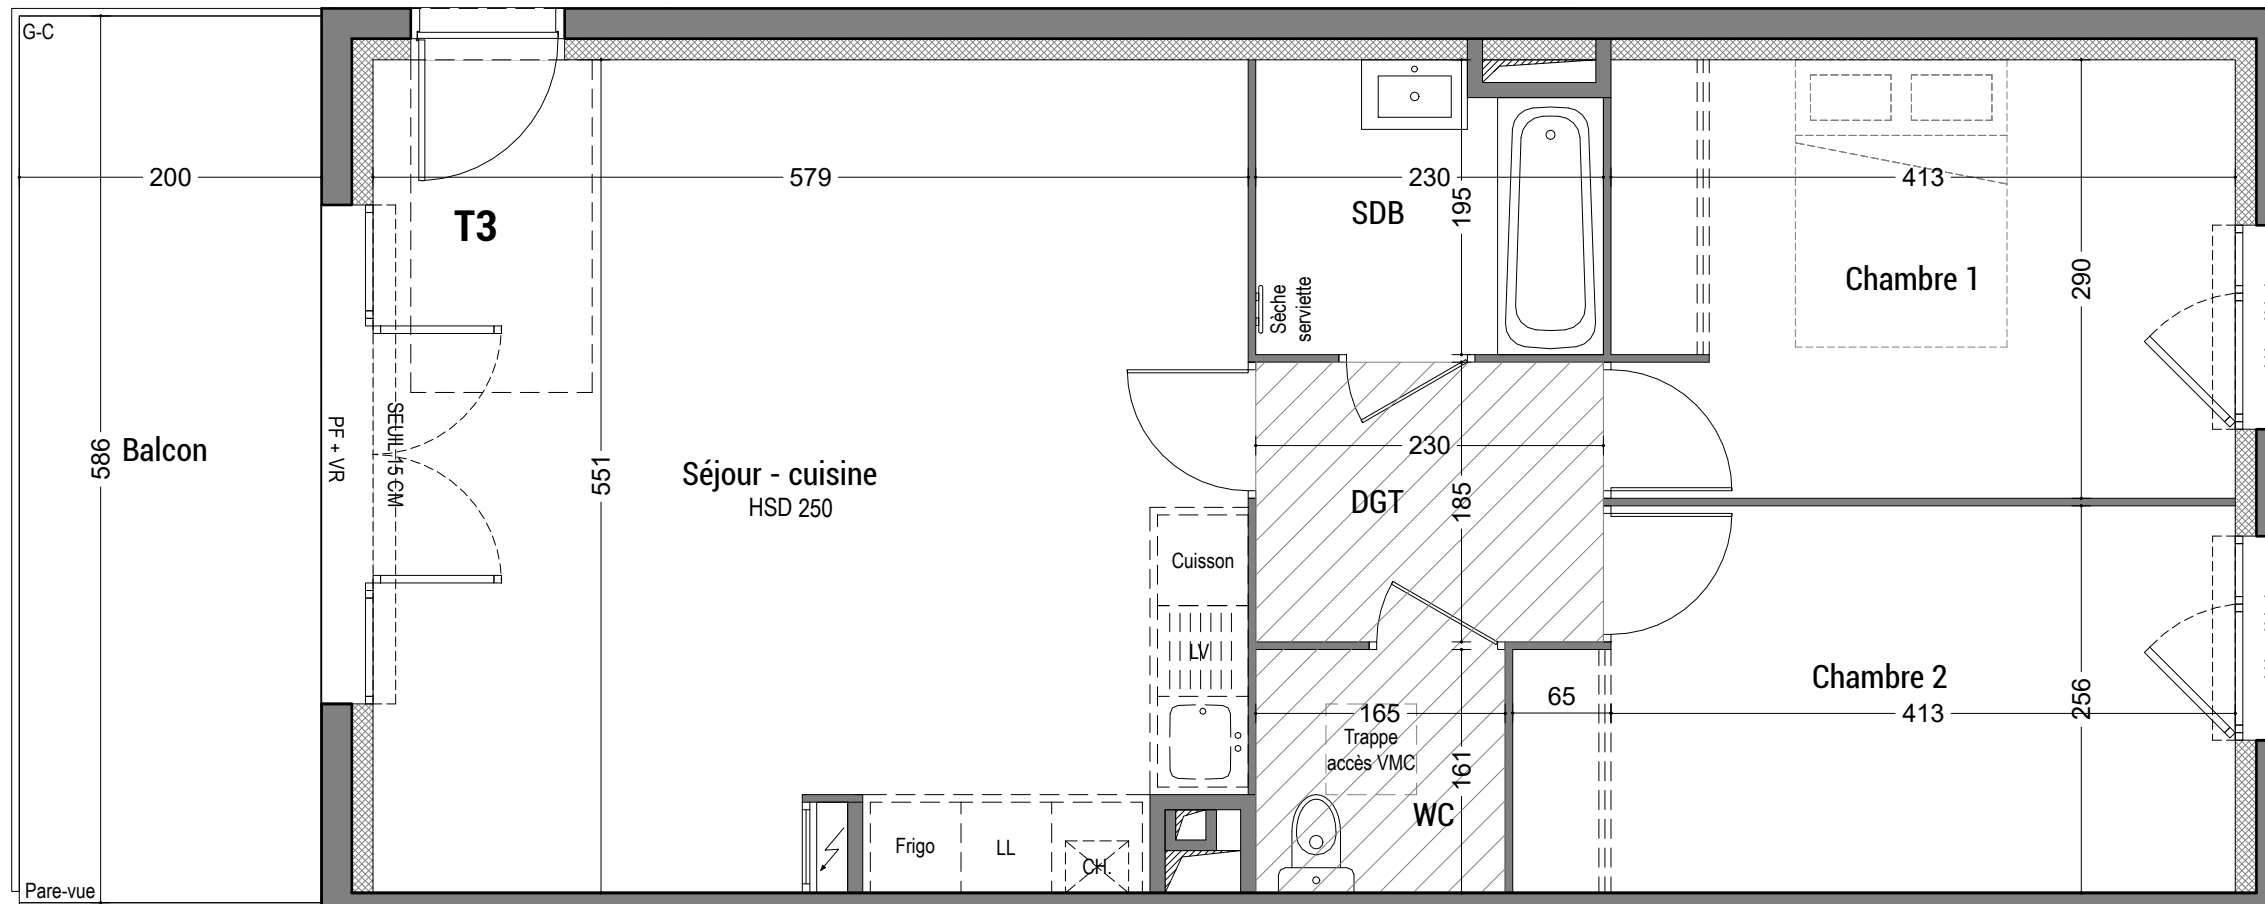 G-C
200
579
230
413
T3
SDB
195
Chambre 1
290
Sèche
serviette
586
Balcon
PF + VR
SEUIL 15 CM
551
Séjour - cuisine
HSD 250
230
DGT
185
Cuisson
LV
Chambre 2
256
413
65
165
Trappe
accès VMC
161
WC
Frigo
LL
CH.
Pare-vue